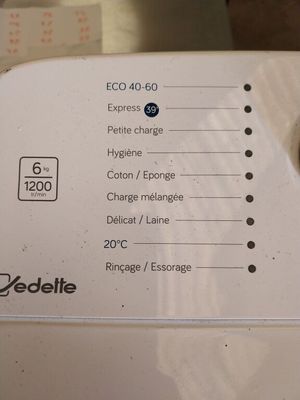 ECO 40-60
Express 39'
Petite charge
Hygiène
Coton / Eponge
Charge mélangée
Délicat / Laine
20°C
Rinçage / Essorage
6 kg
1200
tr/min
Vedette